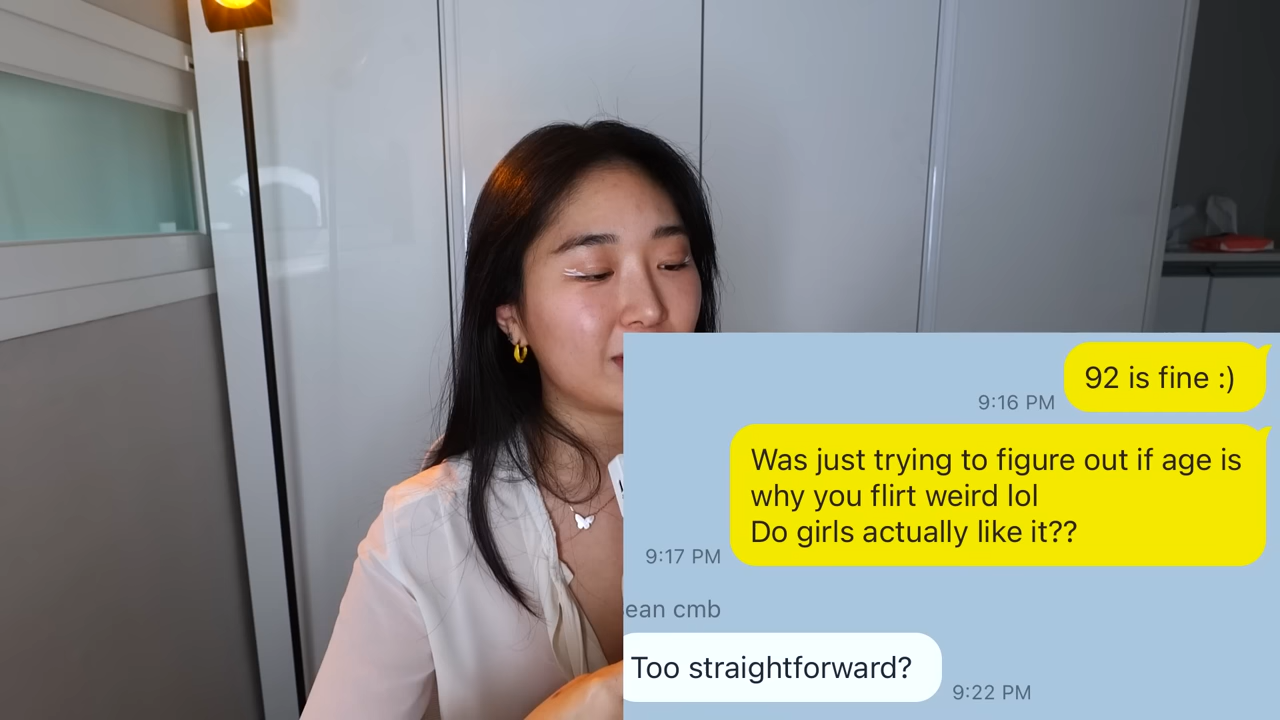 92 is fine :)
9:16 PM
Was just trying to figure out if age is
why you flirt weird lol
Do girls actually like it??
9:17 PM
ean cmb
Too straightforward?
9:22 PM